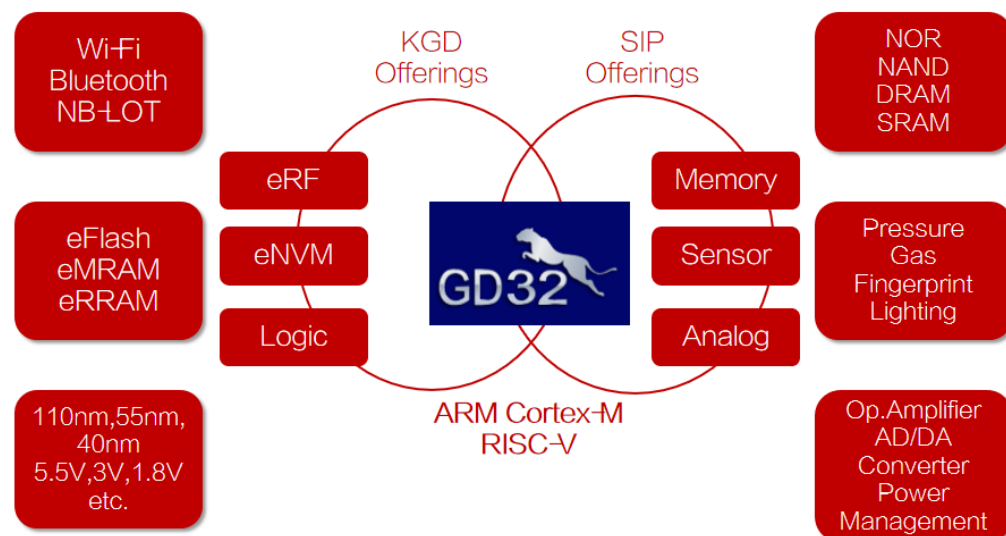 Wi-Fi
Bluetooth
NB-LOT
KGD
Offerings
SIP
Offerings
NOR
NAND
DRAM
SRAM
eRF
Memory
eFlash
eMRAM
eRRAM
eNVM
GD32
Sensor
Pressure
Gas
Fingerprint
Lighting
Logic
Analog
110nm,55nm,
40nm
5.5V,3V,1.8V
etc.
ARM Cortex-M
RISC-V
Op.Amplifier
AD/DA
Converter
Power
Management